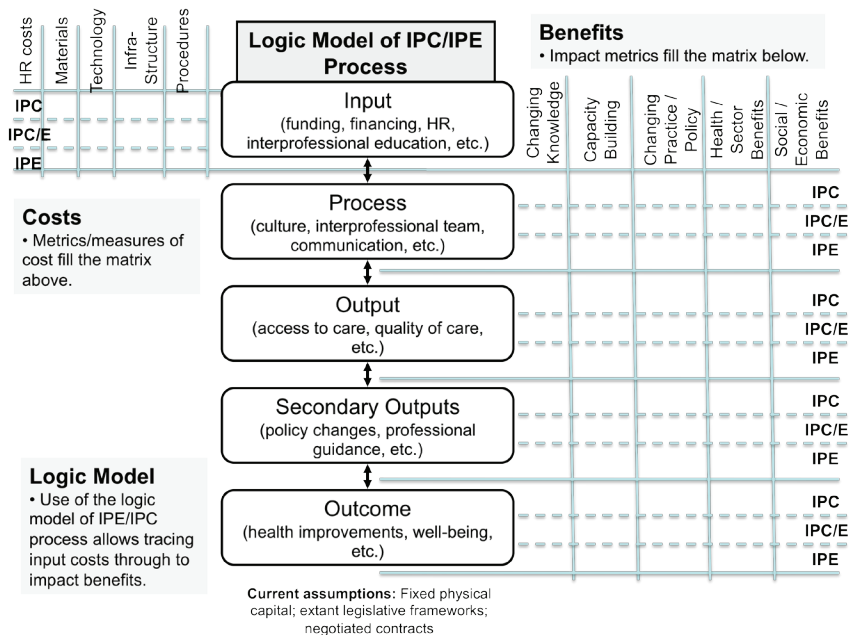 HR costs
Materials
Technology
Infra-
Structure
Procedures
IPC
IPC/E
IPE
Logic Model of IPC/IPE
Process
Benefits
• Impact metrics fill the matrix below.
Input
(funding, financing, HR,
interprofessional education, etc.)
Changing
Knowledge
Capacity
Building
Changing
Practice /
Policy
Health /
Sector
Benefits
Social /
Economic
Benefits
Costs
• Metrics/measures of
cost fill the matrix
above.
Process
(culture, interprofessional team,
communication, etc.)
IPC
IPC/E
IPE
Output
(access to care, quality of care,
etc.)
IPC
IPC/E
IPE
Secondary Outputs
(policy changes, professional
guidance, etc.)
IPC
IPC/E
IPE
Logic Model
• Use of the logic
model of IPE/IPC
process allows tracing
input costs through to
impact benefits.
Outcome
(health improvements, well-being,
etc.)
IPC
IPC/E
IPE
Current assumptions: Fixed physical
capital; extant legislative frameworks;
negotiated contracts